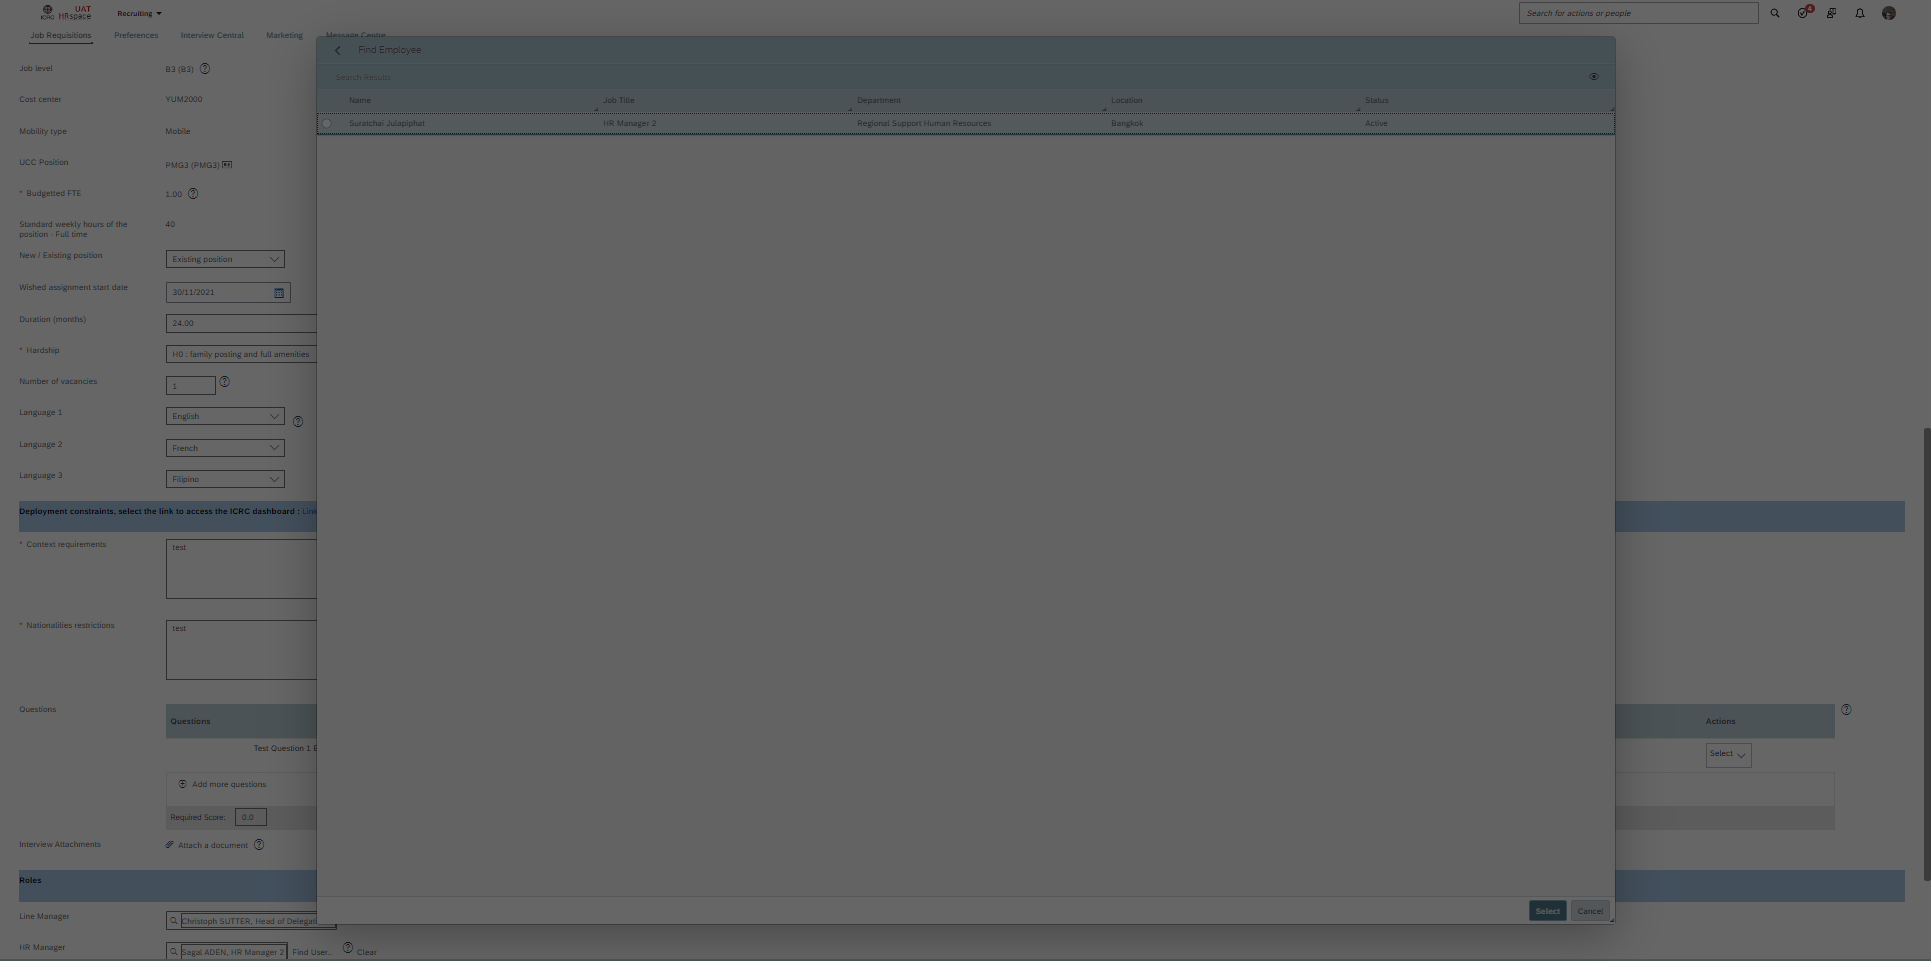 ICRC
UAT
HRspace
Recruiting
Search for actions or people
4
Job Requisitions
Preferences
Interview Central
Marketing
Message Centre
Find Employee
Search Results
Name
Job Title
Department
Location
Status
Suratchai Julapiphat
HR Manager 2
Regional Support Human Resources
Bangkok
Active
Job level
B3 (B3)
Cost center
YUM2000
Mobility type
Mobile
UCC Position
PMG3 (PMG3)
* Budgetted FTE
1.00
Standard weekly hours of the
position - Full time
40
New / Existing position
Existing position
Wished assignment start date
30/11/2021
Duration (months)
24.00
* Hardship
H0 : family posting and full amenities
Number of vacancies
1
Language 1
English
Language 2
French
Language 3
Filipino
Deployment constraints, select the link to access the ICRC dashboard : Link
* Context requirements
test
* Nationalities restrictions
test
Questions
Questions
Actions
Test Question 1 E
Select
Add more questions
Required Score:
0.0
Interview Attachments
Attach a document
Roles
Line Manager
Christoph SUTTER, Head of Delegati
Select
Cancel
HR Manager
Sagal ADEN, HR Manager 2
Find User...
Clear